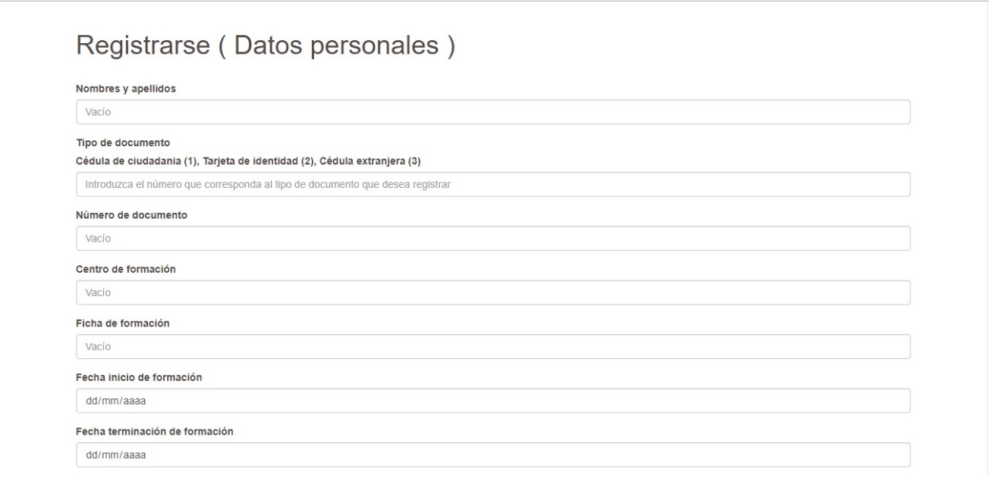 Registrarse ( Datos personales )
Nombres y apellidos
Vacío
Tipo de documento
Cédula de ciudadania (1), Tarjeta de identidad (2), Cédula extranjera (3)
Introduzca el número que corresponda al tipo de documento que desea registrar
Número de documento
Vacío
Centro de formación
Vacío
Ficha de formación
Vacío
Fecha inicio de formación
dd/mm/aaaa
Fecha terminación de formación
dd/mm/aaaa